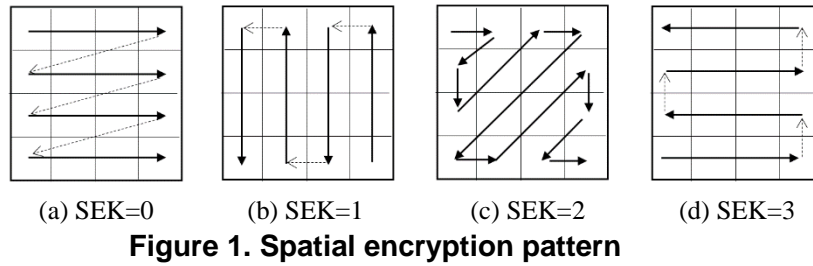 (a) SEK=0 (b) SEK=1 (c) SEK=2 (d) SEK=3
Figure 1. Spatial encryption pattern